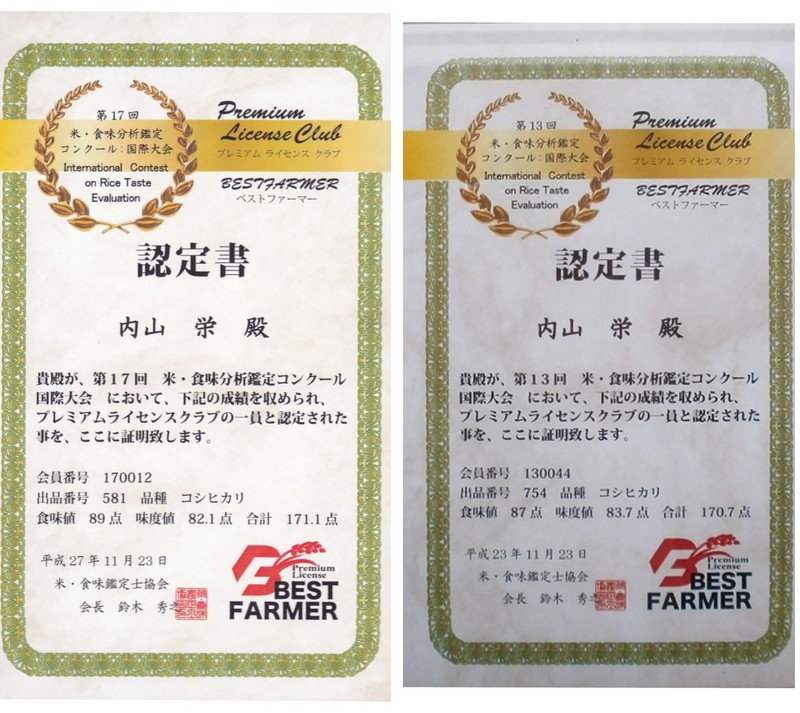 第17回
米・食味分析鑑定
コンクール:国際大会
International Contest
on Rice Taste
Evaluation
Premium
License Club
プレミアム ライセンス クラブ
BESTFARMER
ベストファーマー
認定書
内山 栄 殿
貴殿が、第17回 米・食味分析鑑定コンクール
国際大会 において、下記の成績を収められ、
プレミアムライセンスクラブの一員と認定された
事を、ここに証明致します。
会員番号 170012
出品番号 581 品種 コシヒカリ
食味値 89点 味度値 82.1点 合計 171.1点
平成27年11月23日
米・食味鑑定士協会
会長 鈴木 秀之
Premium
License
BEST
FARMER
第13回
米・食味分析鑑定
コンクール:国際大会
International Contest
on Rice Taste
Evaluation
Premium
License Club
プレミアム ライセンス クラブ
BESTFARMER
ベストファーマー
認定書
内山 栄 殿
貴殿が、第13回 米・食味分析鑑定コンクール
国際大会 において、下記の成績を収められ、
プレミアムライセンスクラブの一員と認定された
事を、ここに証明致します。
会員番号 130044
出品番号 754 品種 コシヒカリ
食味値 87点 味度値 83.7点 合計 170.7点
平成23年11月23日
米・食味鑑定士協会
会長 鈴木 秀之
Premium
License
BEST
FARMER